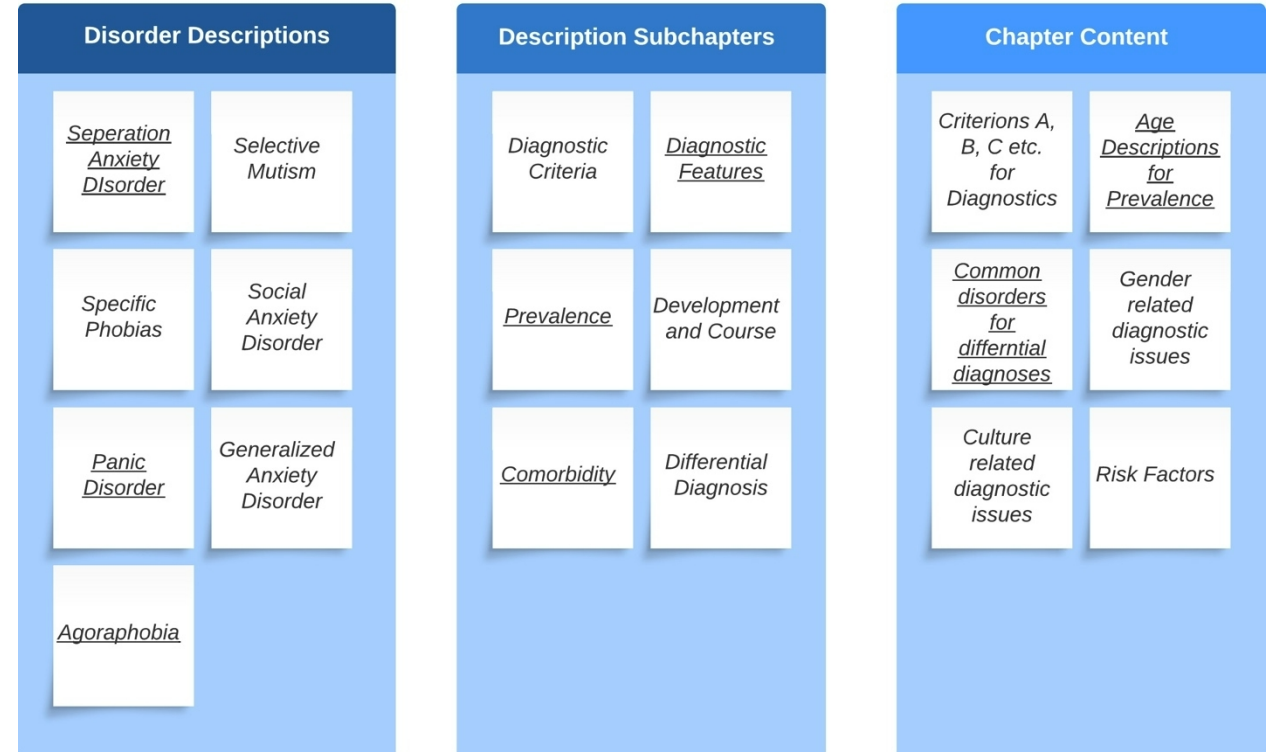 Disorder Descriptions
Seperation
Anxiety
DIsorder
Selective
Mutism
Specific
Phobias
Social
Anxiety
Disorder
Panic
Disorder
Generalized
Anxiety
Disorder
Agoraphobia
Description Subchapters
Diagnostic
Criteria
Diagnostic
Features
Prevalence
Development
and Course
Comorbidity
Differential
Diagnosis
Chapter Content
Criterions A,
B, C etc.
for
Diagnostics
Age
Descriptions
for
Prevalence
Common
disorders
for
differntial
diagnoses
Gender
related
diagnostic
issues
Culture
related
diagnostic
issues
Risk Factors